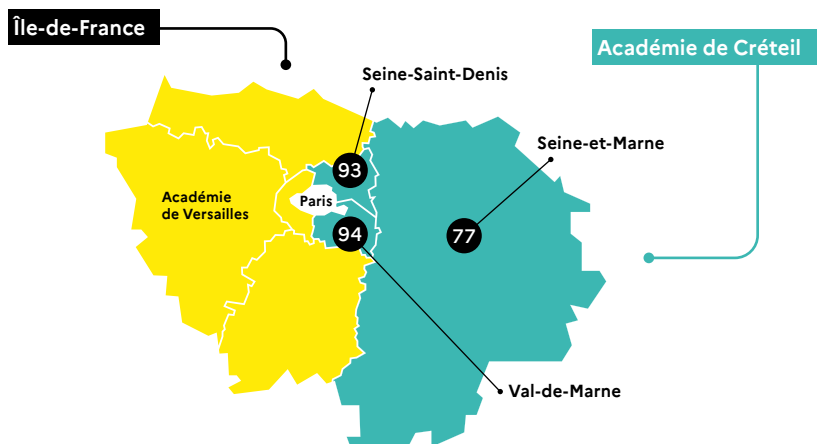 Île-de-France
Académie de Créteil
Seine-Saint-Denis
Seine-et-Marne
93
Académie
de Versailles
Paris
94
77
Val-de-Marne